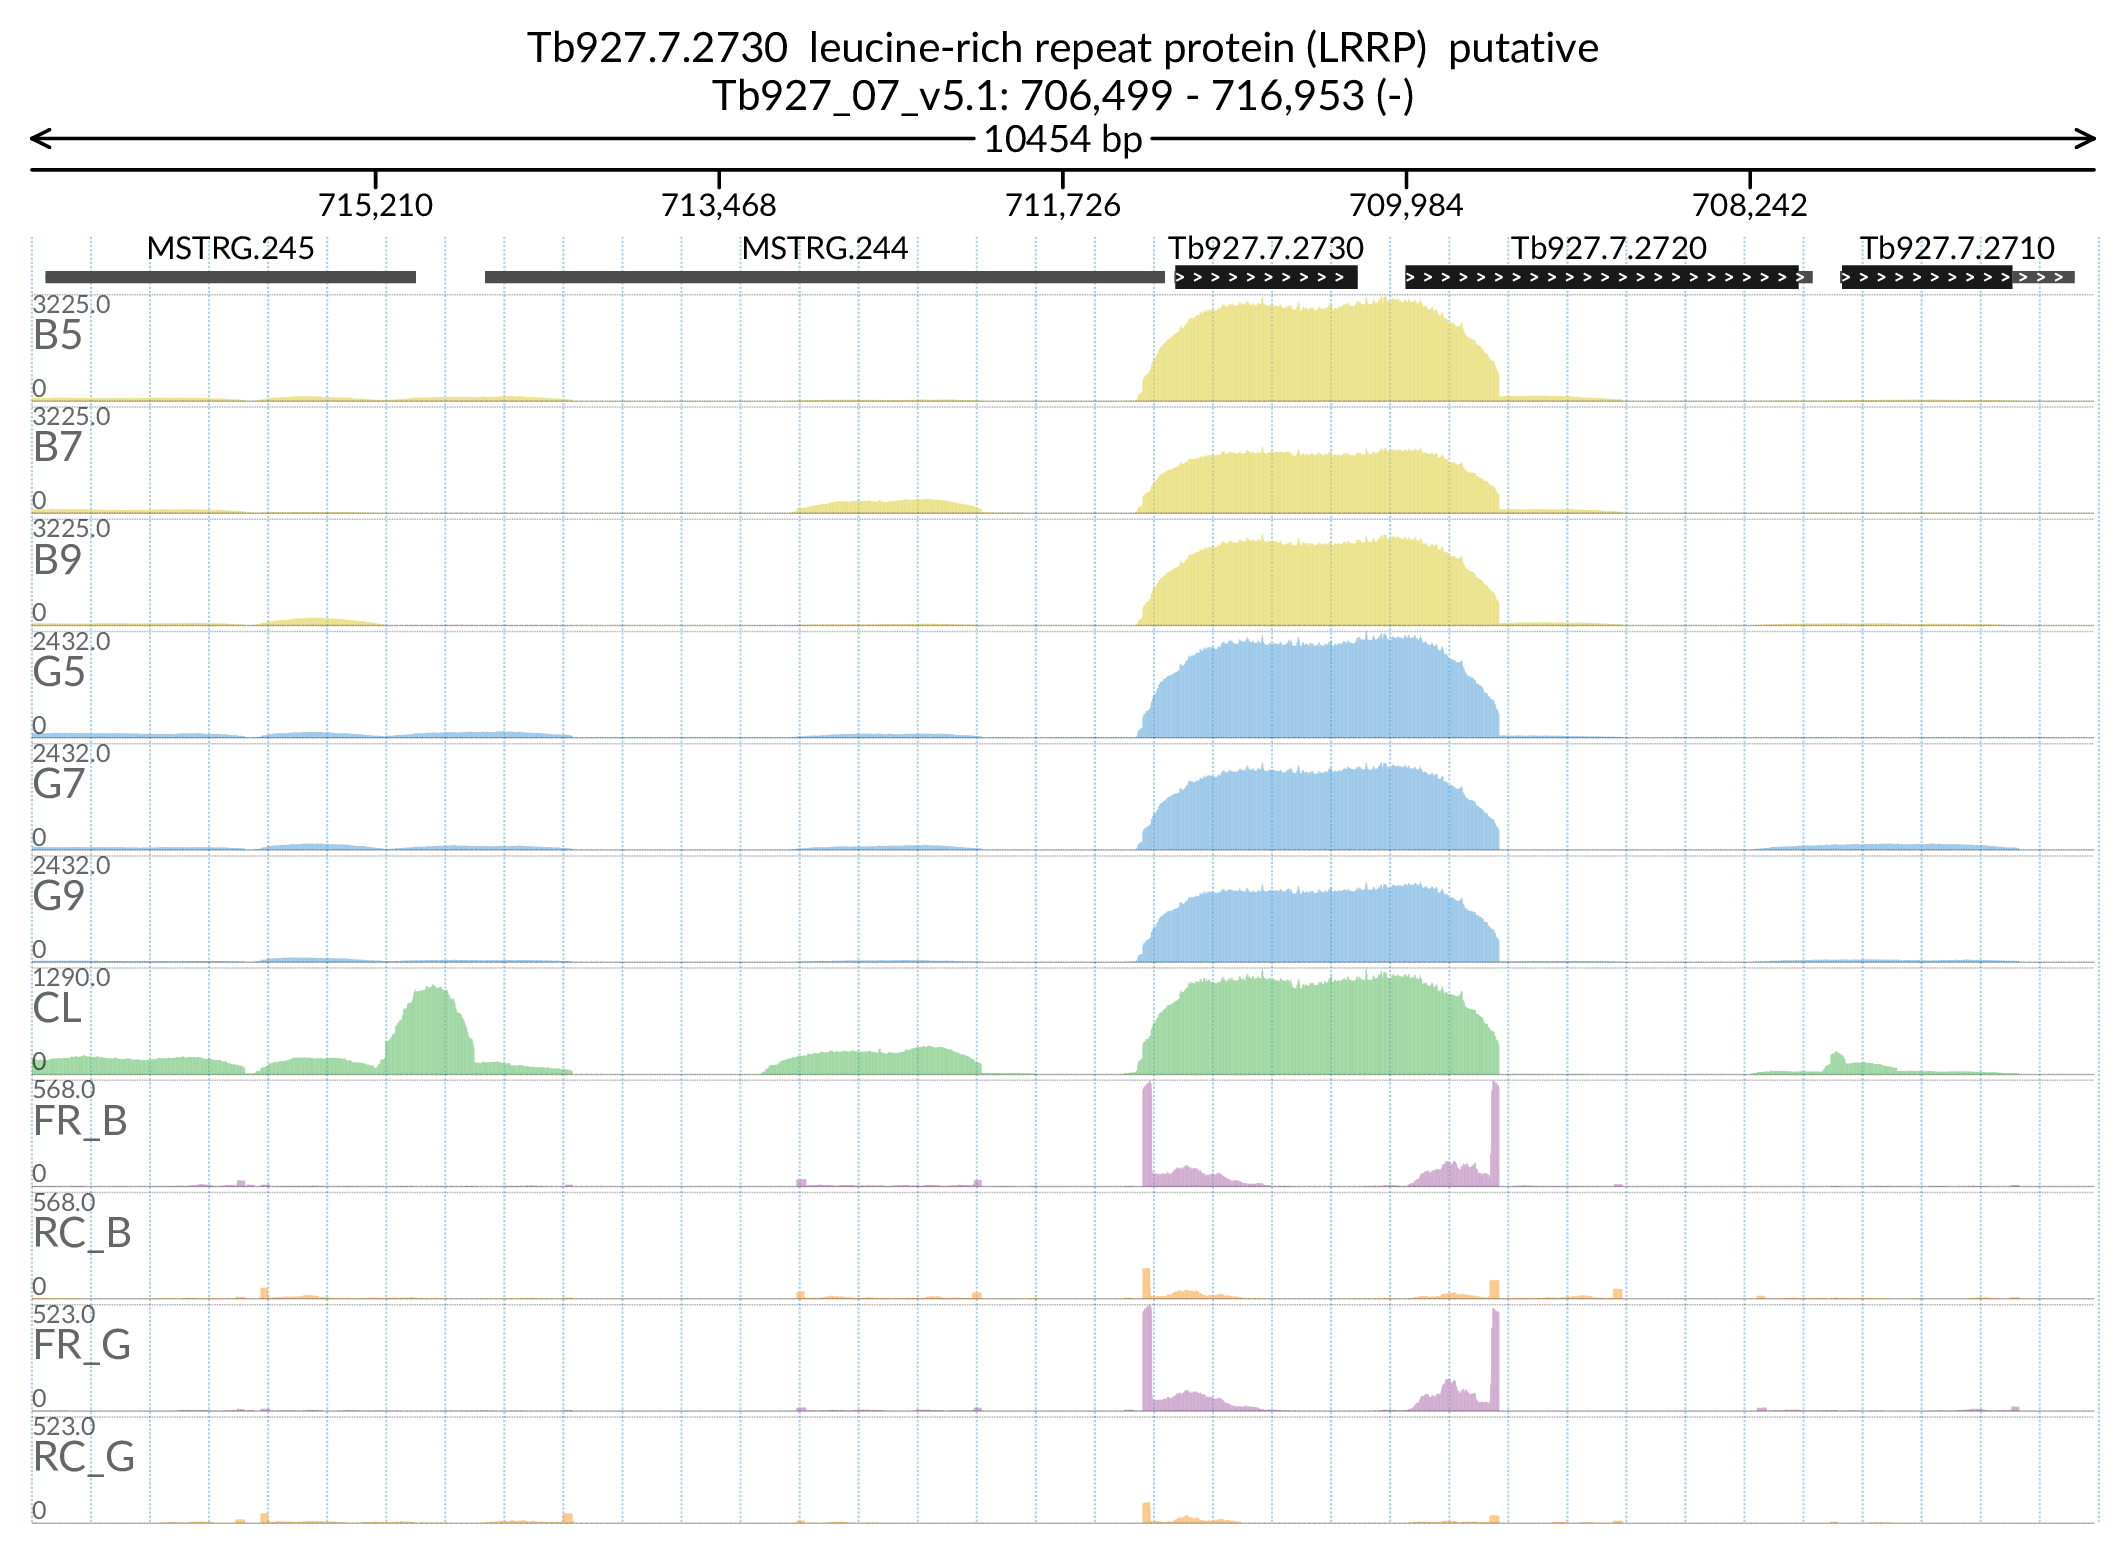 Tb927.7.2730  leucine-rich repeat protein (LRRP)  putative
Tb927_07_v5.1: 706,499 - 716,953 (-)
10454 bp
715,210 713,468 711,726 709,984 708,242
MSTRG.245 MSTRG.244 Tb927.7.2730 Tb927.7.2720 Tb927.7.2710
3225.0
B5
0
3225.0
B7
0
3225.0
B9
0
2432.0
G5
0
2432.0
G7
0
2432.0
G9
0
1290.0
CL
0
568.0
FR_B
0
568.0
RC_B
0
523.0
FR_G
0
523.0
RC_G
0